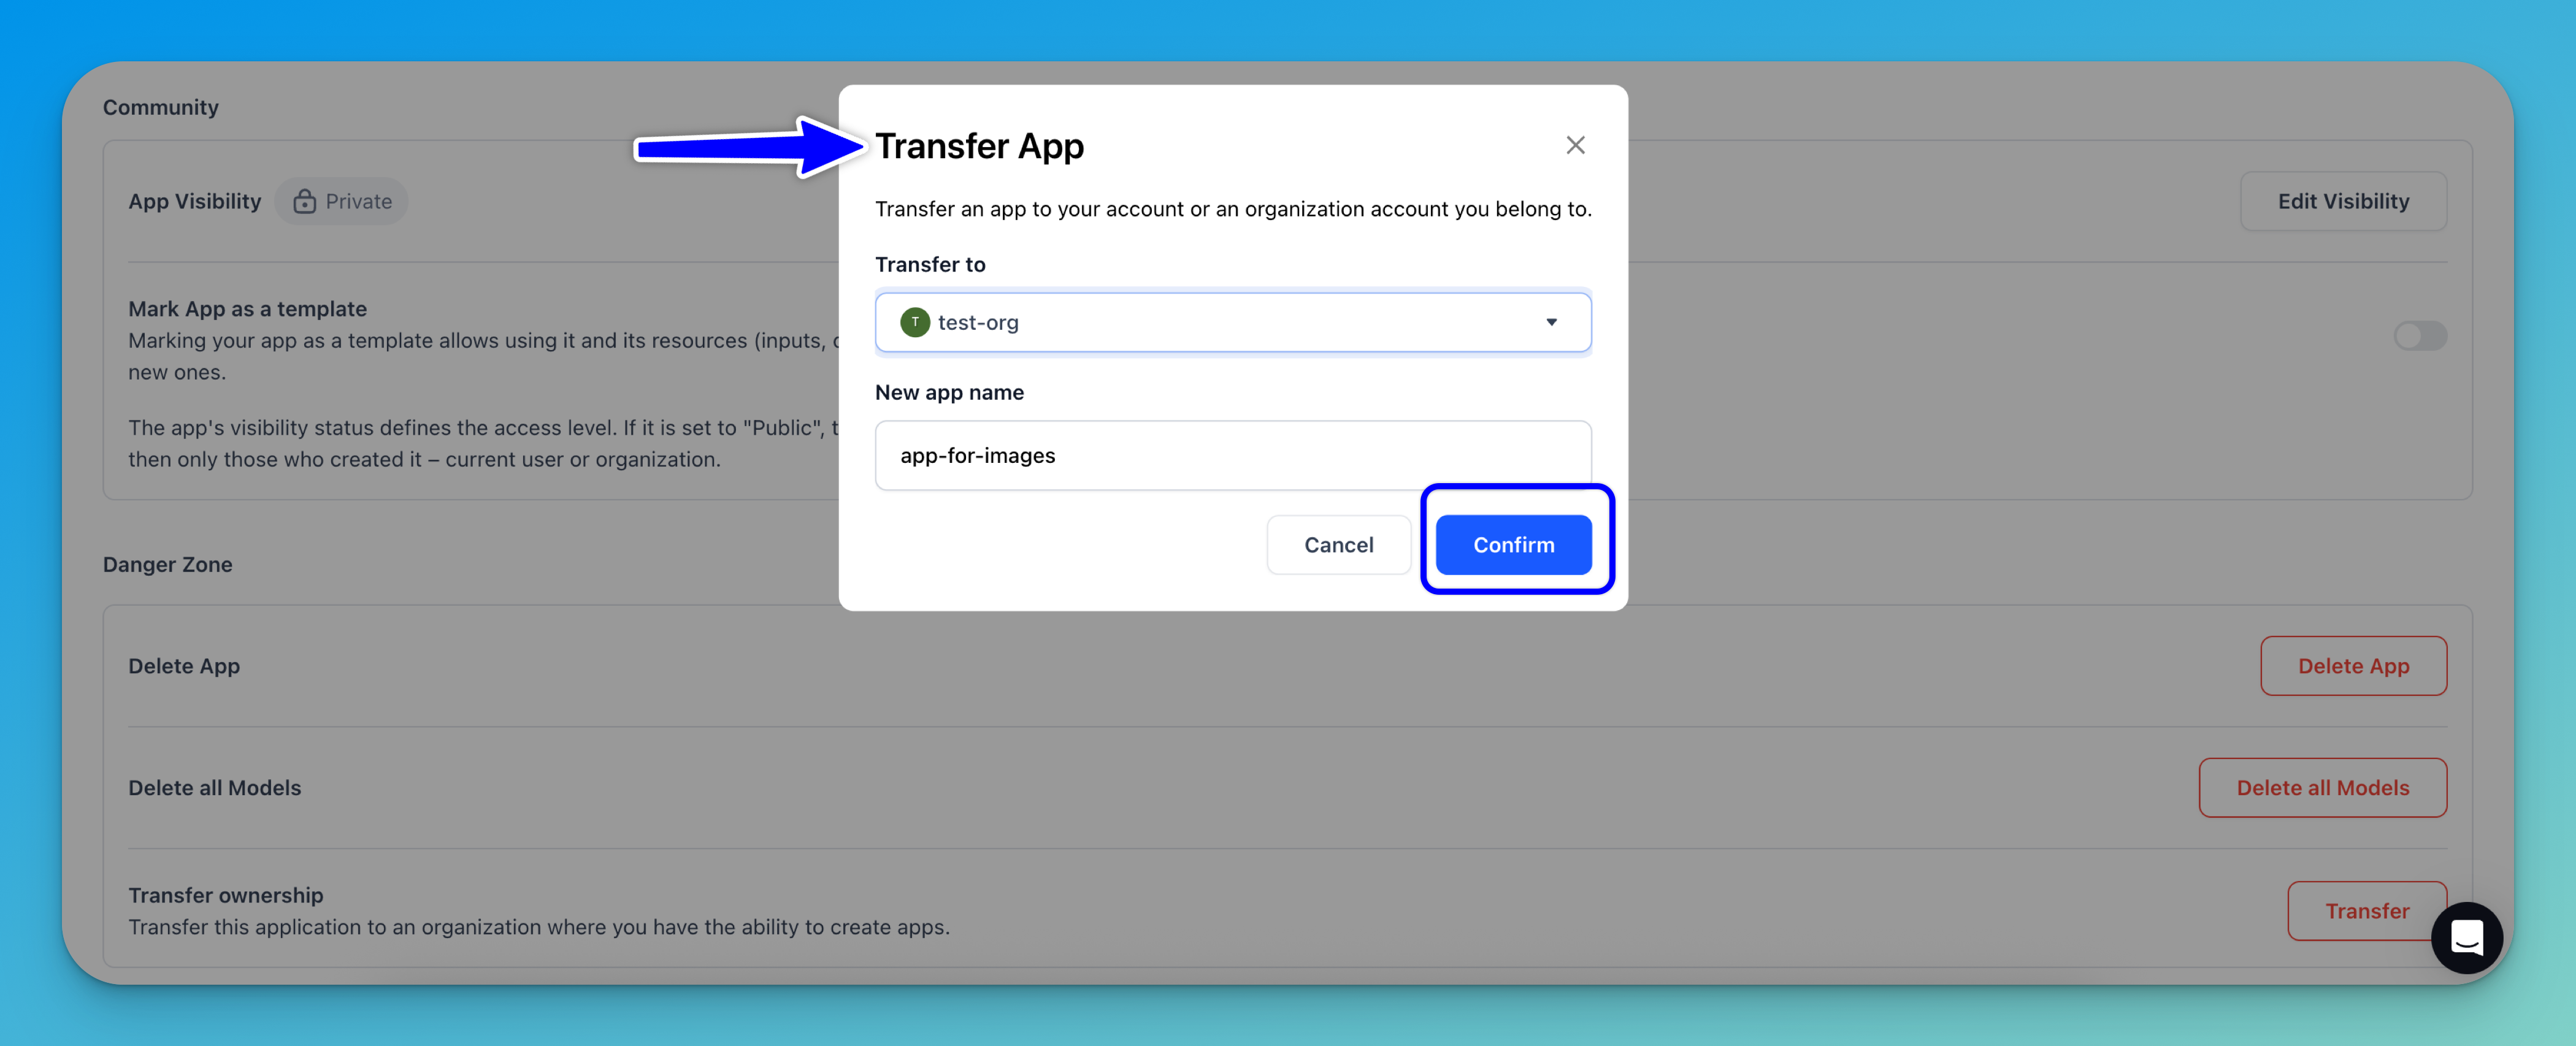 Community
App Visibility
Private
Edit Visibility
Mark App as a template
Marking your app as a template allows using it and its resources (inputs,
new ones.
The app's visibility status defines the access level. If it is set to "Public",
then only those who created it – current user or organization.
Transfer App
Transfer an app to your account or an organization account you belong to.
Transfer to
T
test-org
New app name
app-for-images
Cancel
Confirm
Danger Zone
Delete App
Delete App
Delete all Models
Delete all Models
Transfer ownership
Transfer this application to an organization where you have the ability to create apps.
Transfer